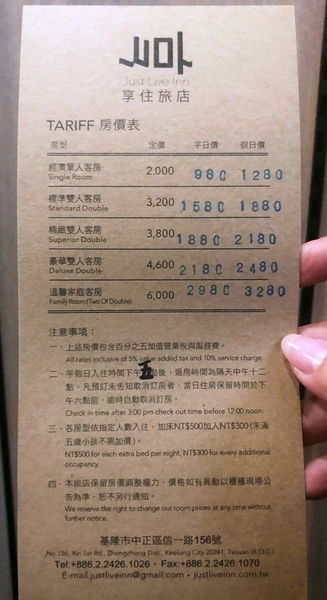 Just Live Inn
享住旅店
TARIFF 房價表
房型 定價 平日價 假日價
經濟單人客房 2,000 980 1280
Single Room
標準雙人客房 3,200 1580 1880
Standard Double
精緻雙人客房 3,800 1880 2180
Superior Double
豪華雙人客房 4,600 2180 2480
Deluxe Double
溫馨家庭客房 6,000 2980 3280
Family Room (Two Of Double)
注意事項：
一、上述房價包含百分之五加值營業稅與服務費。
All rates inclusive of 5% value added tax and 10% service charge.
二、平假日入住時間下午五點後，退房時間為隔天中午十二
點，凡預訂未告知取消訂房者，當日住房保留時間於下
午六點前，逾時自動取消訂房。
Check in time after 3:00 pm check out time before 12:00 noon.
三、各房型依指定人數入住，加床NT$500加人NT$300 (未滿
五歲小孩不需加價)。
NT$500 for each extra bed per night, NT$300 for every additional
occupancy.
四、本旅店保留房價調整權力，價格如有異動以櫃檯現場公
告為準，恕不另行通知。
We reserve the right to change our room prices at any time without
further notice.
基隆市中正區信一路156號
No.156, Xin 1st Rd., Zhongzheng Dist., Keelung City 20241, Taiwan (R.O.C.)
Tel:+886.2.2426.1026 · Fax:+886.2.2426.1070
E-mail:justliveinn@gmail.com · justliveinn.com.tw